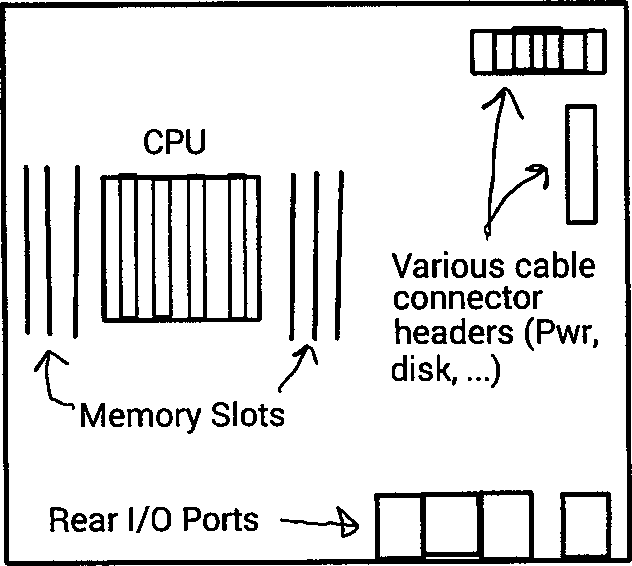 CPU
Various cable
connector
headers (Pwr,
disk, ...)
Memory Slots
Rear I/O Ports